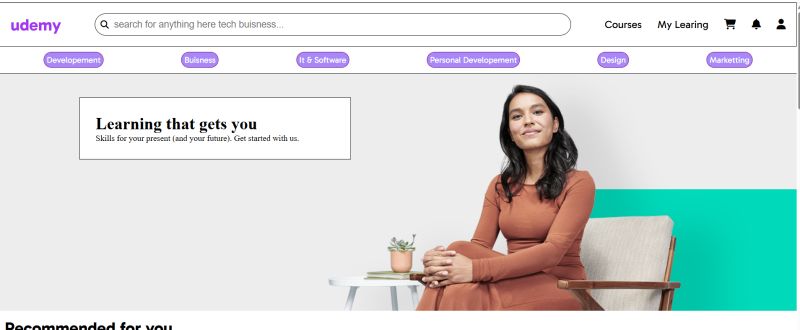 udemy
search for anything here tech buisness...
Courses
My Learing
Developement
Buisness
It & Software
Personal Developement
Design
Marketting
Learning that gets you
Skills for your present (and your future). Get started with us.
Recommended for you